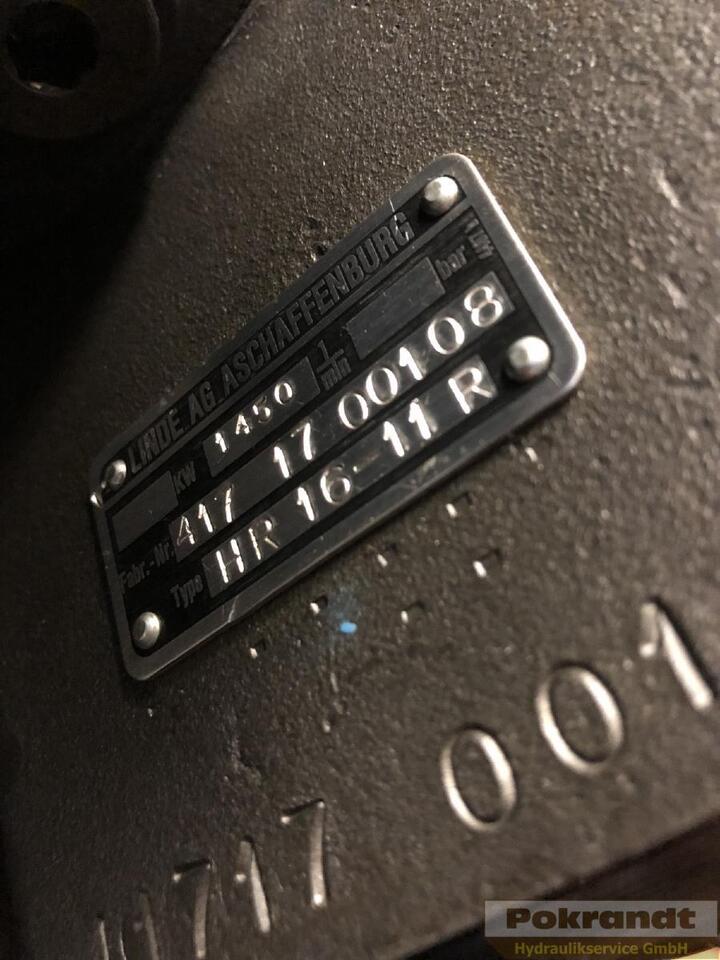 LINDE AG. ASCHAFFENBURG
kW 1450 1/min bar
Fabr.-Nr. 417 17 00108
Type HR 16-11 R
1717 001
Pokrandt
Hydraulikservice GmbH